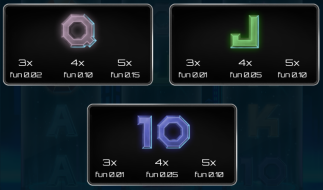 Q
3x 4x 5x
fun 0.02 fun 0.10 fun 0.15
J
3x 4x 5x
fun 0.01 fun 0.05 fun 0.10
10
3x 4x 5x
fun 0.01 fun 0.05 fun 0.10